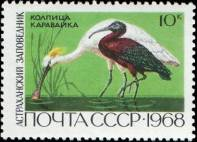 КОЛПИЦА
КАРАВАЙКА
10к
АСТРАХАНСКИЙ ЗАПОВЕДНИК
ПОЧТА СССР·1968